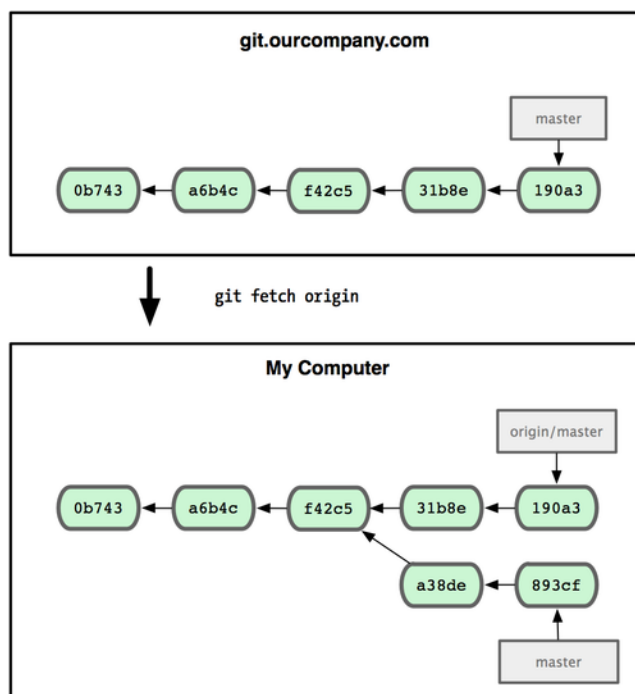 git.ourcompany.com
master
0b743 a6b4c f42c5 31b8e 190a3
git fetch origin
My Computer
origin/master
0b743 a6b4c f42c5 31b8e 190a3
a38de 893cf
master